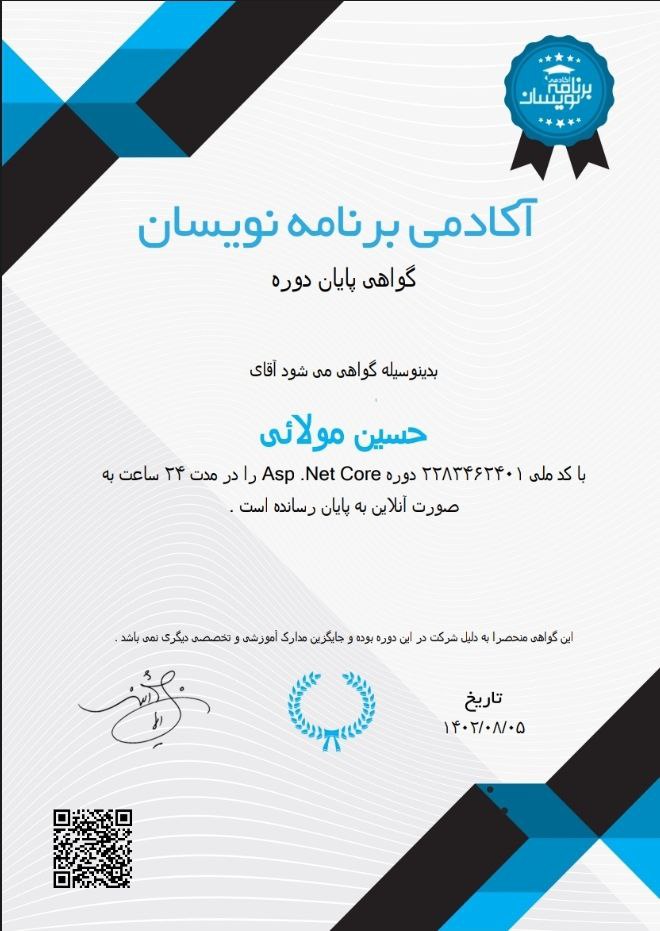 آکادمی
برنامه
نویسان
آکادمی برنامه نویسان
گواهی پایان دوره
بدینوسیله گواهی می شود آقای
حسین مولائی
با کد ملی ۲۲۸۳۴۶۲۴۰۱ دوره Asp .Net Core را در مدت ۲۴ ساعت به
صورت آنلاین به پایان رسانده است .
این گواهی منحصرا به دلیل شرکت در این دوره بوده و جایگزین مدارک آموزشی و تخصصی دیگری نمی باشد .
تاریخ
۱۴۰۲/۰۸/۰۵